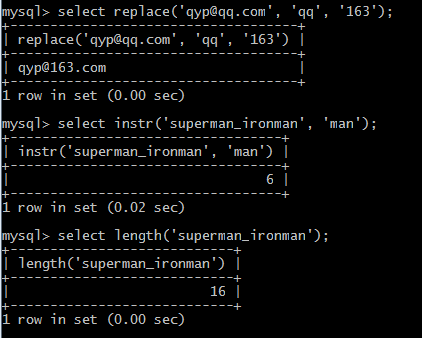 mysql> select replace('qyp@qq.com', 'qq', '163');
+-------------------------------+
| replace('qyp@qq.com', 'qq', '163') |
+-------------------------------+
| qyp@163.com |
+-------------------------------+
1 row in set (0.00 sec)
mysql> select instr('superman_ironman', 'man');
+--------------------------------+
| instr('superman_ironman', 'man') |
+--------------------------------+
| 6 |
+--------------------------------+
1 row in set (0.02 sec)
mysql> select length('superman_ironman');
+----------------------------+
| length('superman_ironman') |
+----------------------------+
| 16 |
+----------------------------+
1 row in set (0.00 sec)